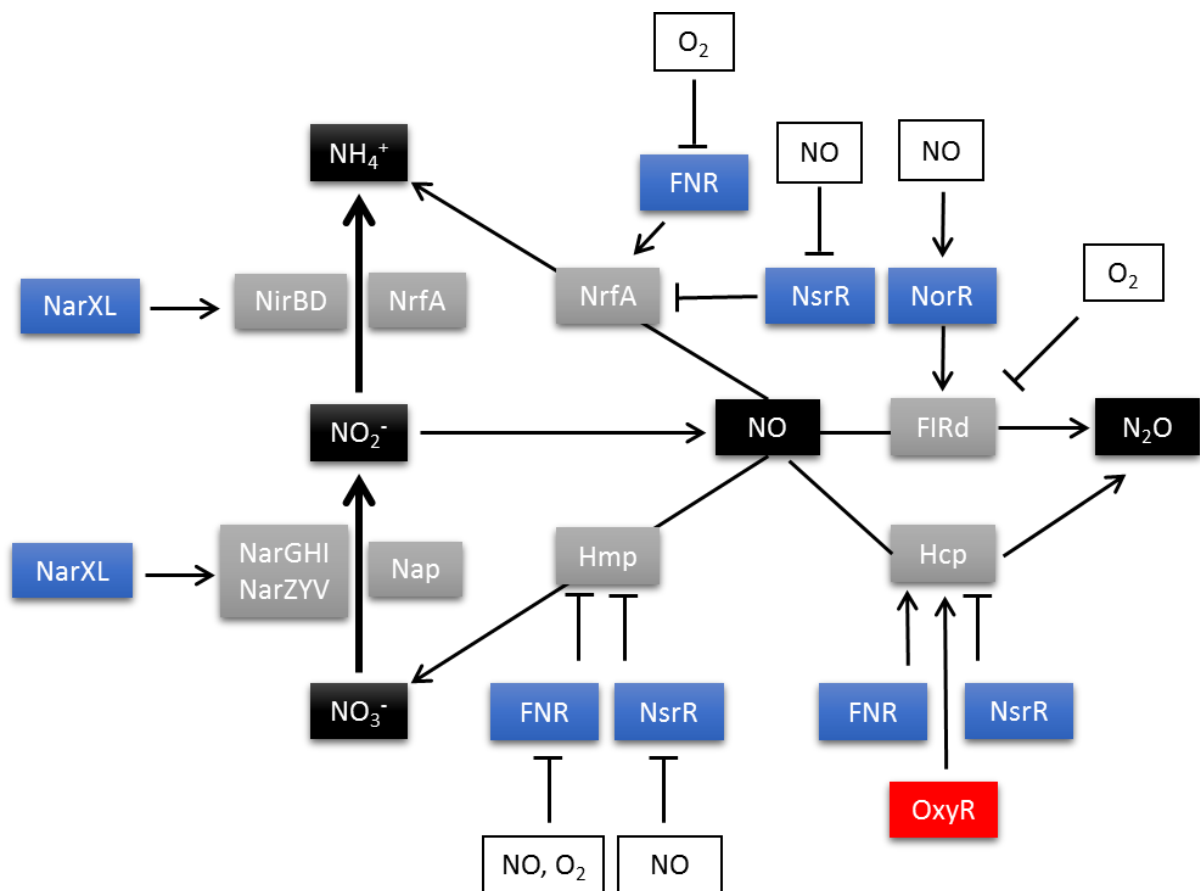 O₂
NH₄⁺
FNR
NO
NO
NarXL
NirBD
NrfA
NrfA
NsrR
NorR
O₂
NO₂⁻
NO
FIRd
N₂O
NarXL
NarGHI
NarZYV
Nap
Hmp
Hcp
NO₃⁻
FNR
NsrR
FNR
NsrR
OxyR
NO, O₂
NO